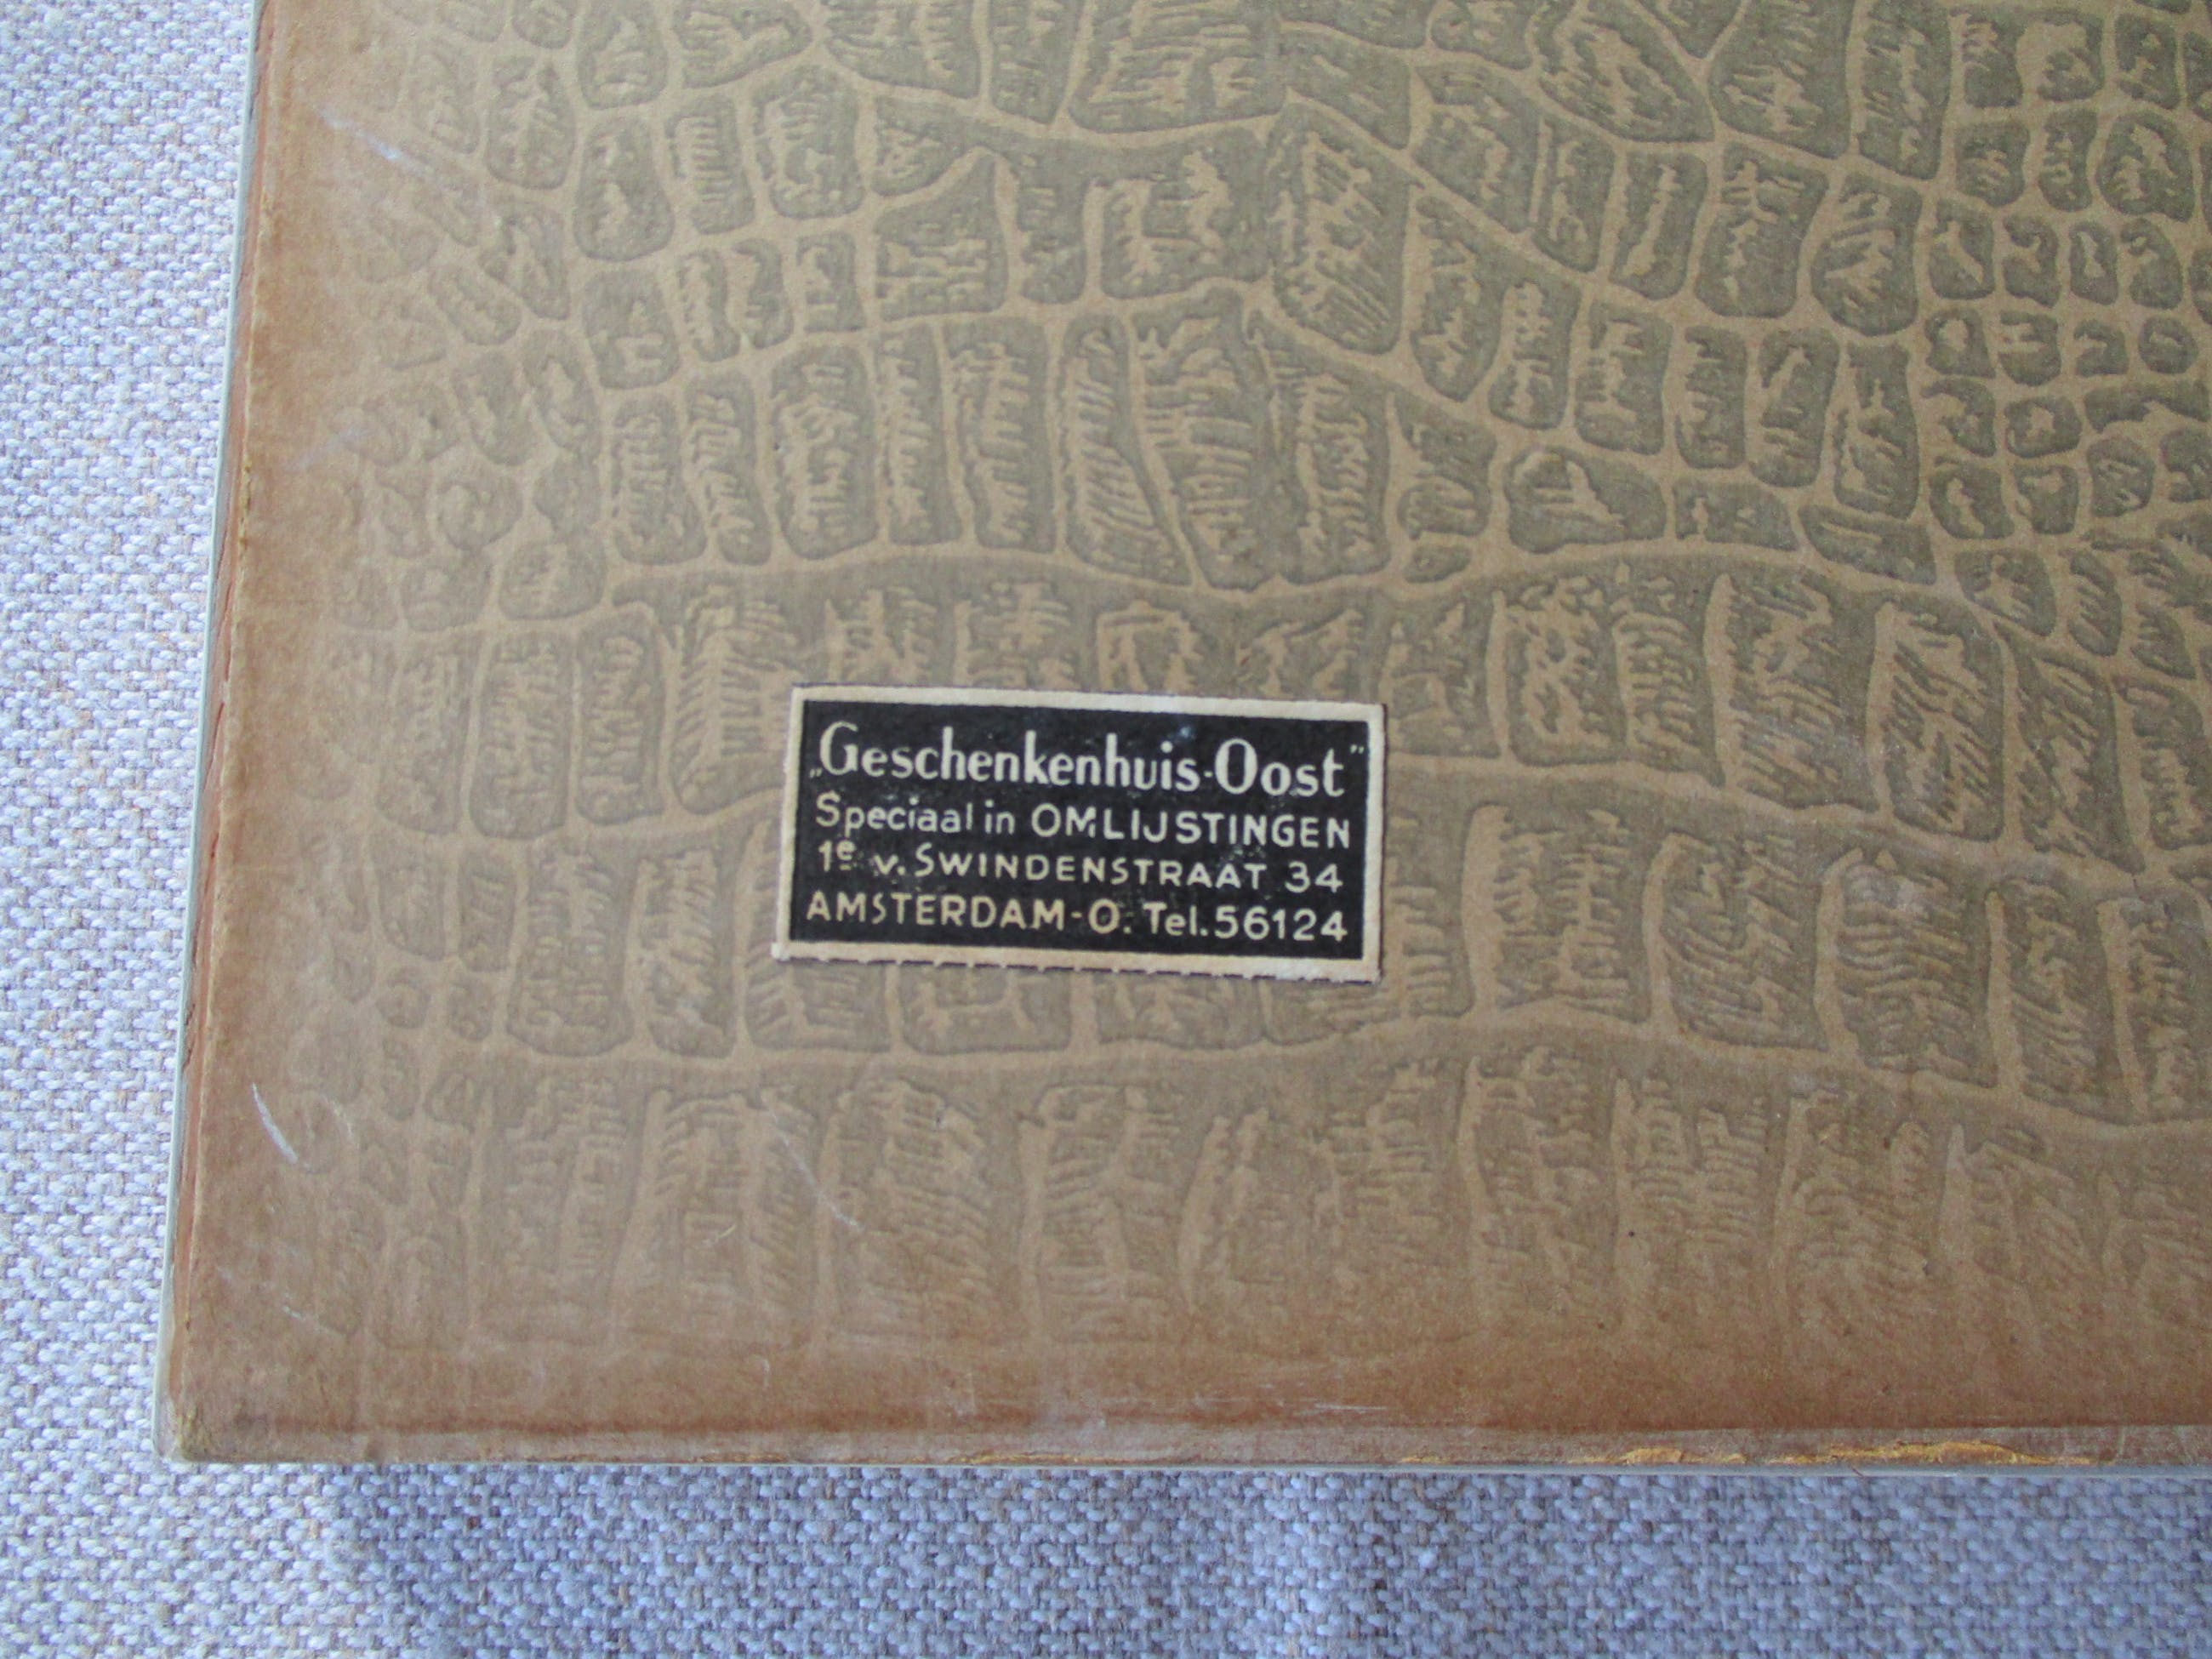 „Geschenkenhuis-Oost”
Speciaal in OMLIJSTINGEN
1e v. SWINDENSTRAAT 34
AMSTERDAM-O. Tel. 56124